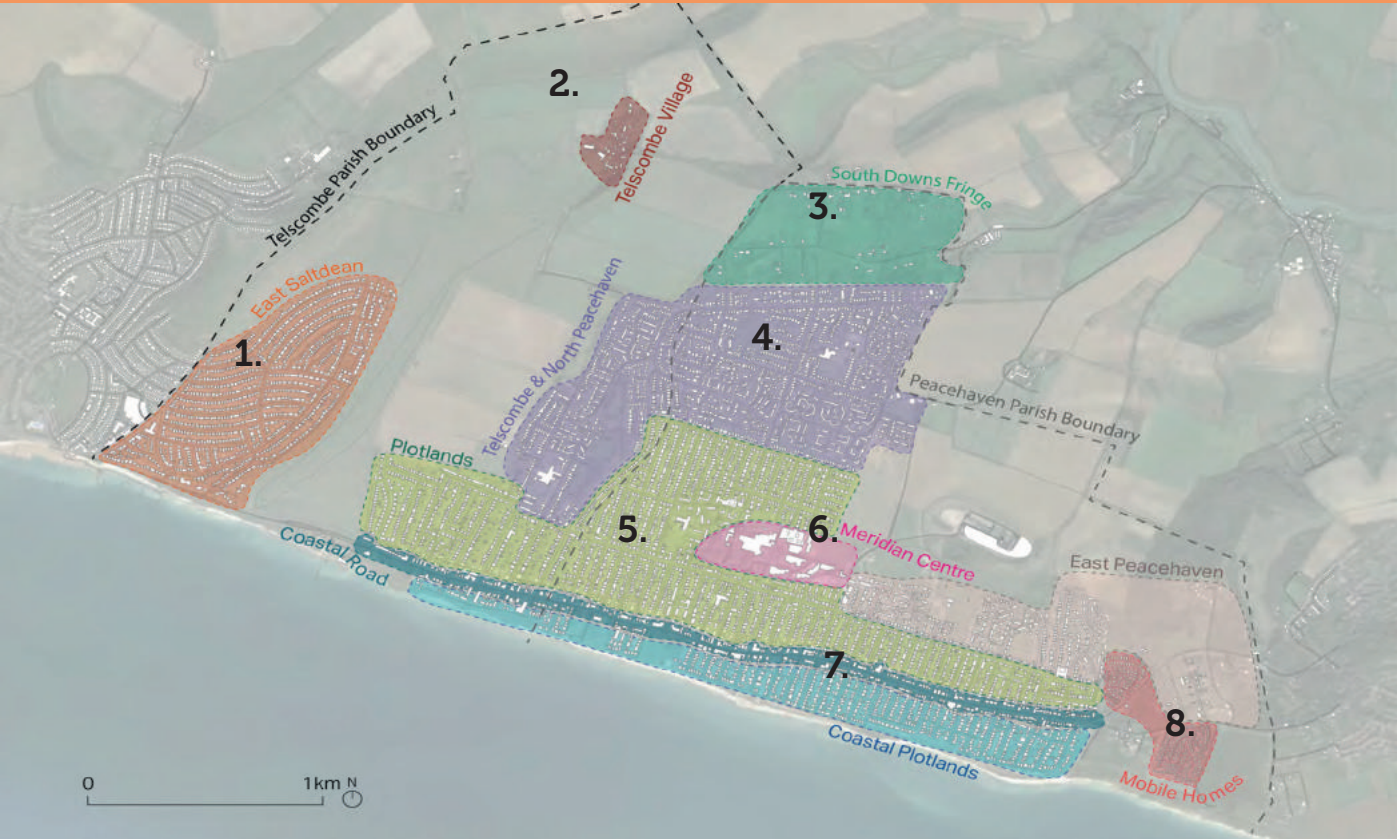 2.
Telscombe Village
Telscombe Parish Boundary
South Downs Fringe
3.
East Saltdean
1.
Telscombe & North Peacehaven
4.
Peacehaven Parish Boundary
Plotlands
5.
6.
Meridian Centre
Coastal Road
East Peacehaven
7.
8.
Coastal Plotlands
Mobile Homes
0 1km N